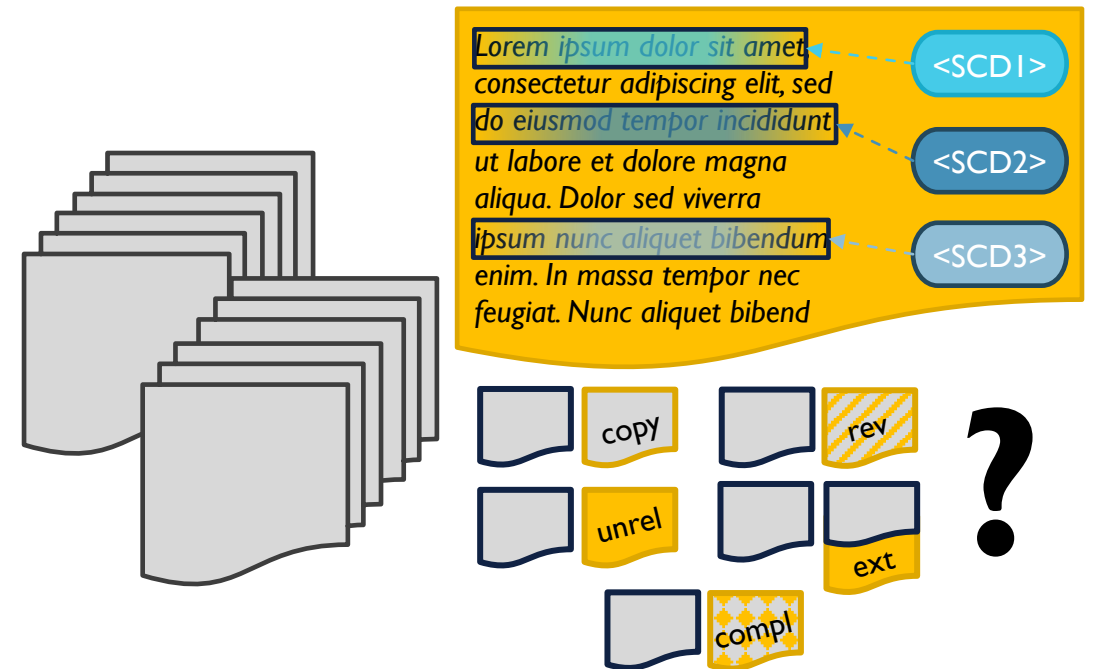 Lorem ipsum dolor sit amet,
consectetur adipiscing elit, sed
do eiusmod tempor incididunt
ut labore et dolore magna
aliqua. Dolor sed viverra
ipsum nunc aliquet bibendum
enim. In massa tempor nec
feugiat. Nunc aliquet bibend
<SCD1>
<SCD2>
<SCD3>
copy
rev
unrel
ext
compl
?